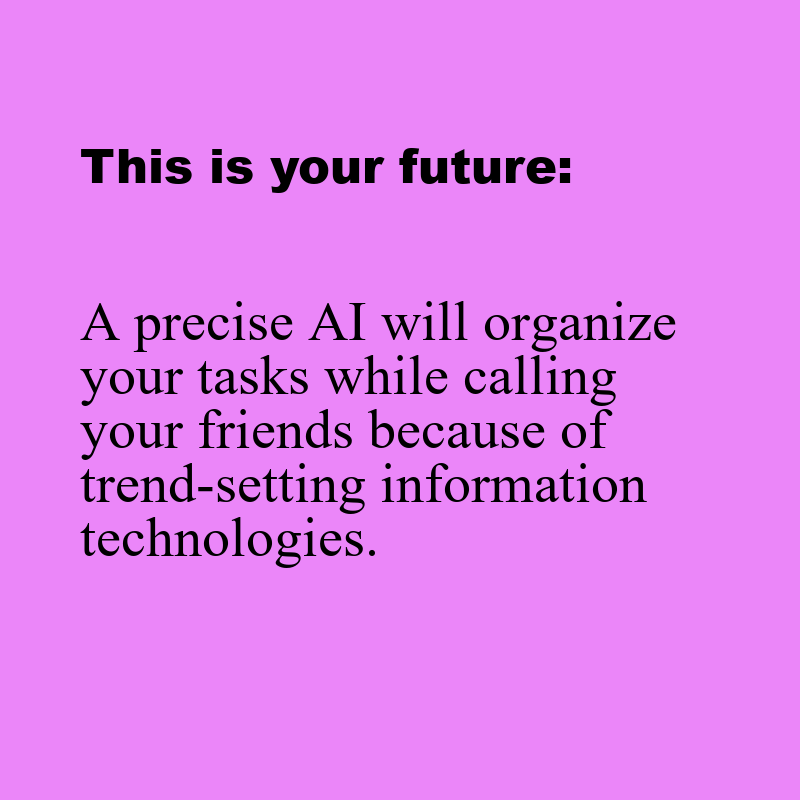 This is your future:
A precise AI will organize
your tasks while calling
your friends because of
trend-setting information
technologies.